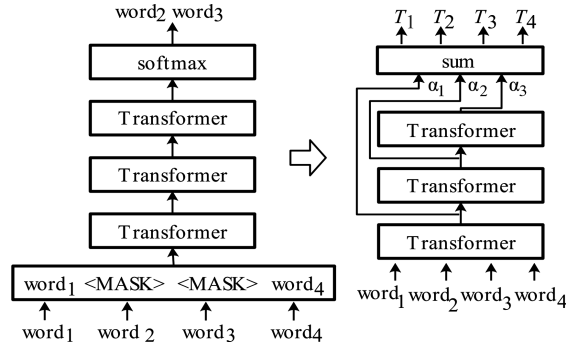 word2 word3
softmax
Transformer
Transformer
Transformer
word1 <MASK> <MASK> word4
word1 word 2 word3 word4
T1 T2 T3 T4
sum
α1 α2 α3
Transformer
Transformer
Transformer
word1 word2 word3 word4